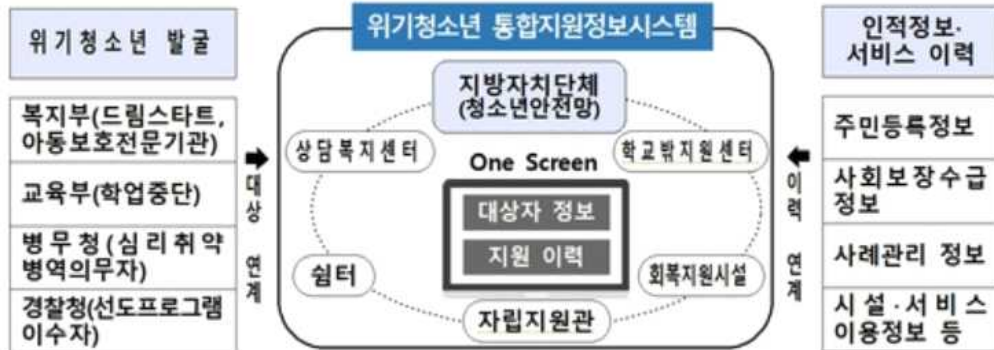 위기청소년 발굴
복지부(드림스타트,
아동보호전문기관)
교육부(학업중단)
병무청(심리취약
병역의무자)
경찰청(선도프로그램
이수자)
대상 연계
위기청소년 통합지원정보시스템
지방자치단체
(청소년안전망)
상담복지센터
학교밖지원센터
One Screen
대상자 정보
지원 이력
쉼터
회복지원시설
자립지원관
이력 연계
인적정보·
서비스 이력
주민등록정보
사회보장수급
정보
사례관리 정보
시설·서비스
이용정보 등